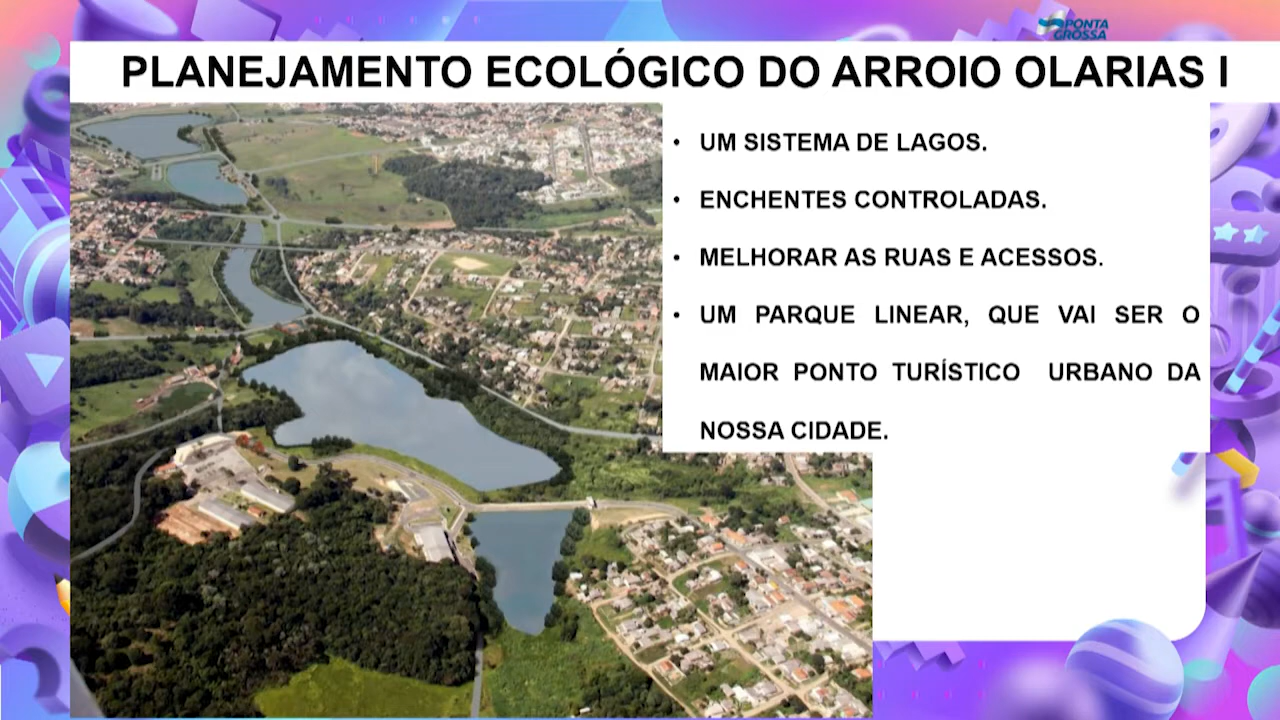 PONTA
GROSSA
PLANEJAMENTO ECOLÓGICO DO ARROIO OLARIAS I
• UM SISTEMA DE LAGOS.
• ENCHENTES CONTROLADAS.
• MELHORAR AS RUAS E ACESSOS.
• UM PARQUE LINEAR, QUE VAI SER O
MAIOR PONTO TURÍSTICO URBANO DA
NOSSA CIDADE.